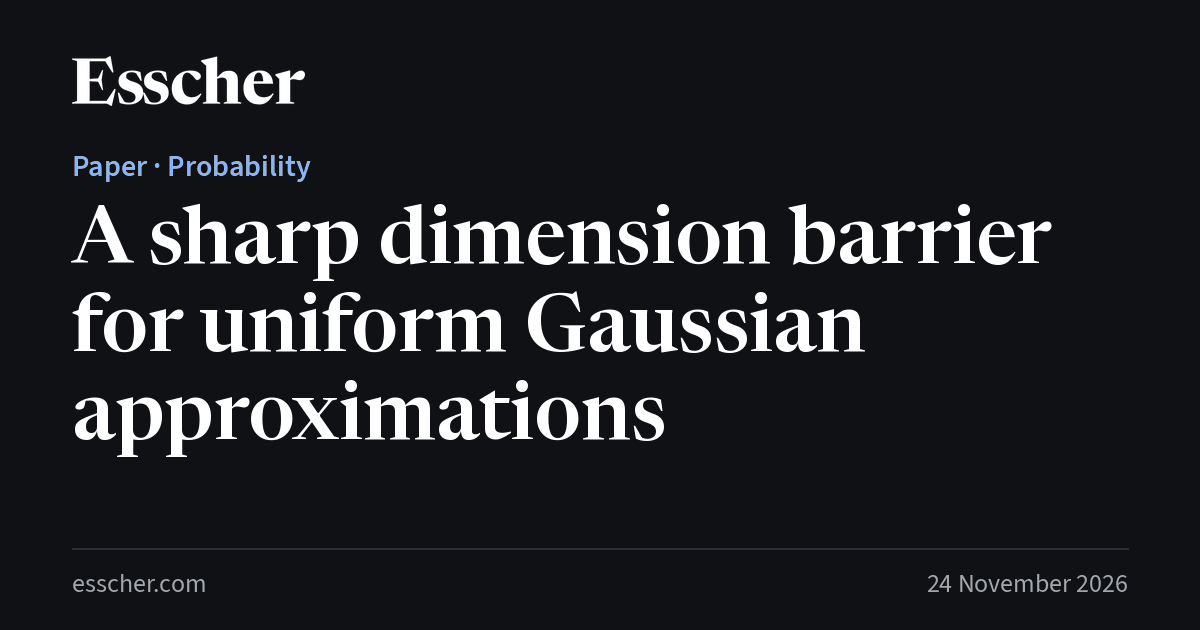 Esscher
Paper · Probability
A sharp dimension barrier
for uniform Gaussian
approximations
esscher.com
24 November 2026